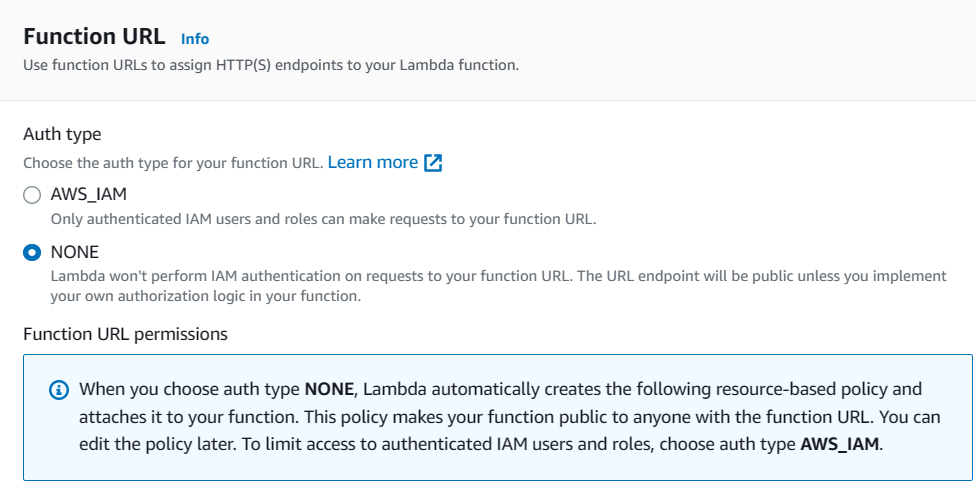 Function URL Info
Use function URLs to assign HTTP(S) endpoints to your Lambda function.
Auth type
Choose the auth type for your function URL. Learn more
AWS_IAM
Only authenticated IAM users and roles can make requests to your function URL.
NONE
Lambda won't perform IAM authentication on requests to your function URL. The URL endpoint will be public unless you implement
your own authorization logic in your function.
Function URL permissions
When you choose auth type NONE, Lambda automatically creates the following resource-based policy and
attaches it to your function. This policy makes your function public to anyone with the function URL. You can
edit the policy later. To limit access to authenticated IAM users and roles, choose auth type AWS_IAM.